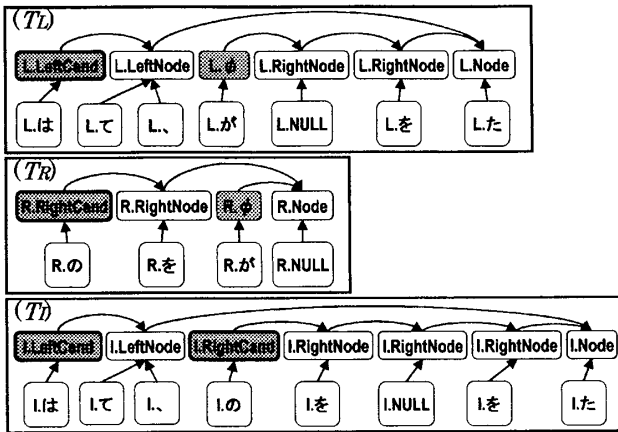 (TL)
L.LeftCand L.LeftNode L.φ L.RightNode L.RightNode L.Node
L.は L.て L.、 L.が L.NULL L.を L.た
(TR)
R.RightCand R.RightNode R.φ R.Node
R.の R.を R.が R.NULL
(TI)
I.LeftCand I.LeftNode I.RightCand I.RightNode I.RightNode I.RightNode I.Node
I.は I.て I.、 I.の I.を I.NULL I.を I.た